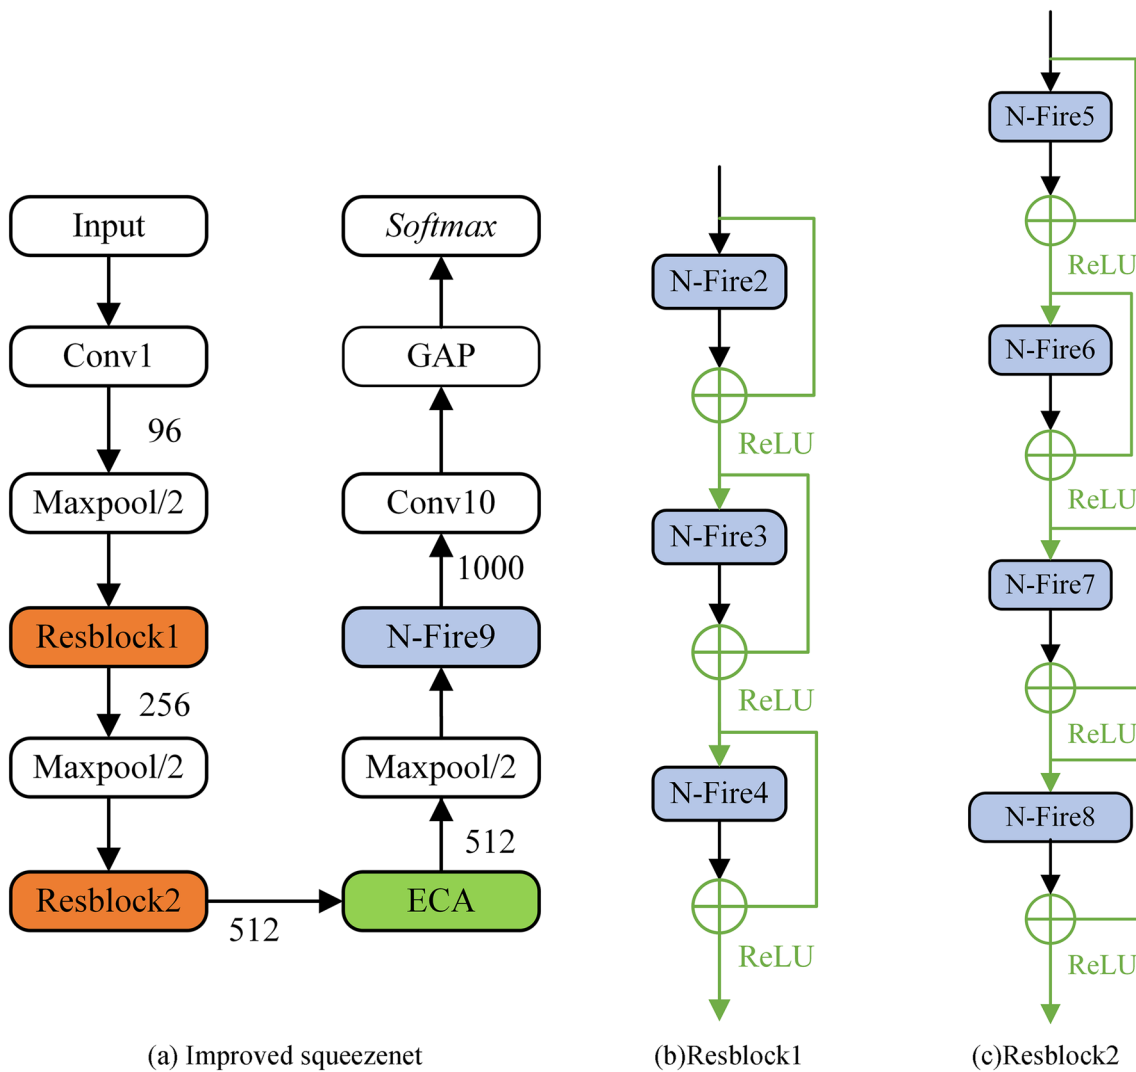 Input
Conv1
96
Maxpool/2
Resblock1
256
Maxpool/2
Resblock2
512
ECA
512
Maxpool/2
N-Fire9
1000
Conv10
GAP
Softmax
(a) Improved squeezenet
N-Fire2
ReLU
N-Fire3
ReLU
N-Fire4
ReLU
(b)Resblock1
N-Fire5
ReLU
N-Fire6
ReLU
N-Fire7
ReLU
N-Fire8
ReLU
(c)Resblock2